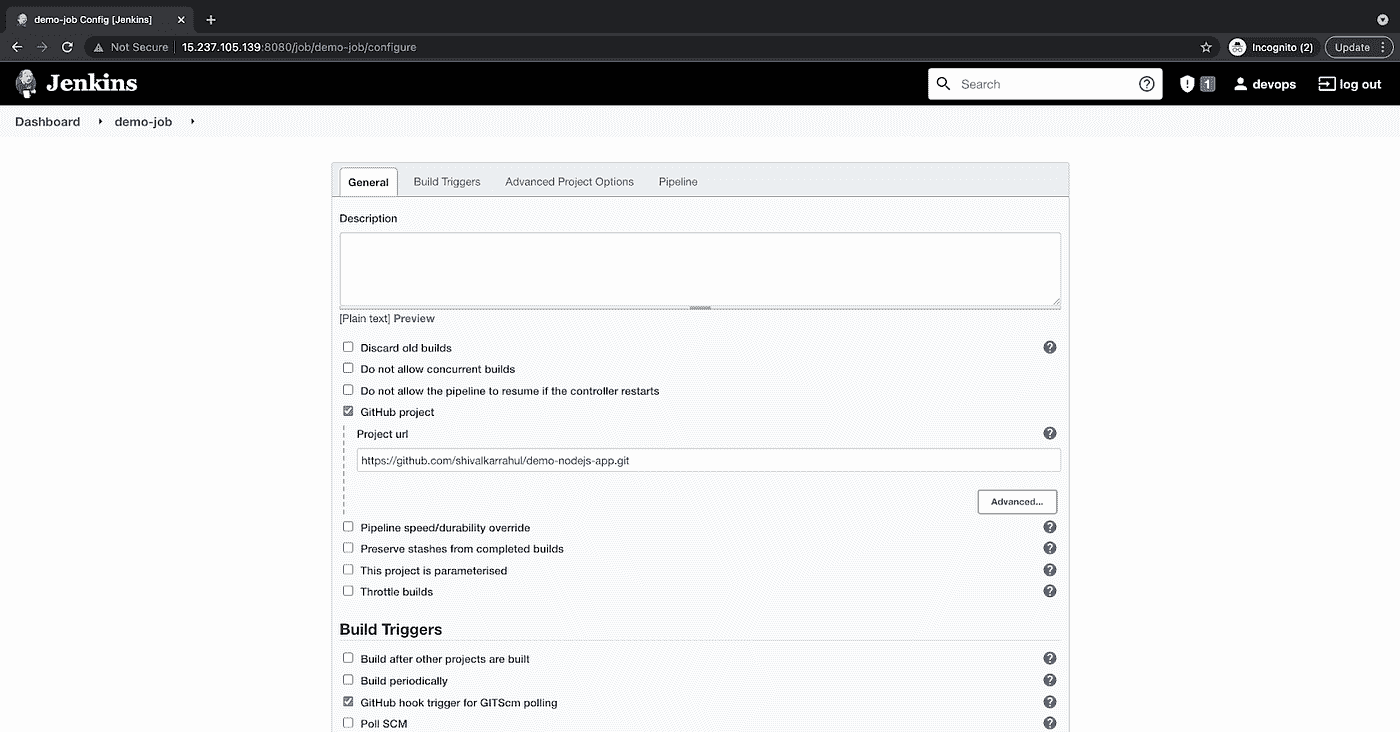 demo-job Config [Jenkins]
Not Secure 15.237.105.139:8080/job/demo-job/configure Incognito (2) Update
Jenkins Search 1 devops log out
Dashboard demo-job
General Build Triggers Advanced Project Options Pipeline
Description
[Plain text] Preview
Discard old builds
Do not allow concurrent builds
Do not allow the pipeline to resume if the controller restarts
GitHub project
Project url
https://github.com/shivalkarrahul/demo-nodejs-app.git
Advanced...
Pipeline speed/durability override
Preserve stashes from completed builds
This project is parameterised
Throttle builds
Build Triggers
Build after other projects are built
Build periodically
GitHub hook trigger for GITScm polling
Poll SCM